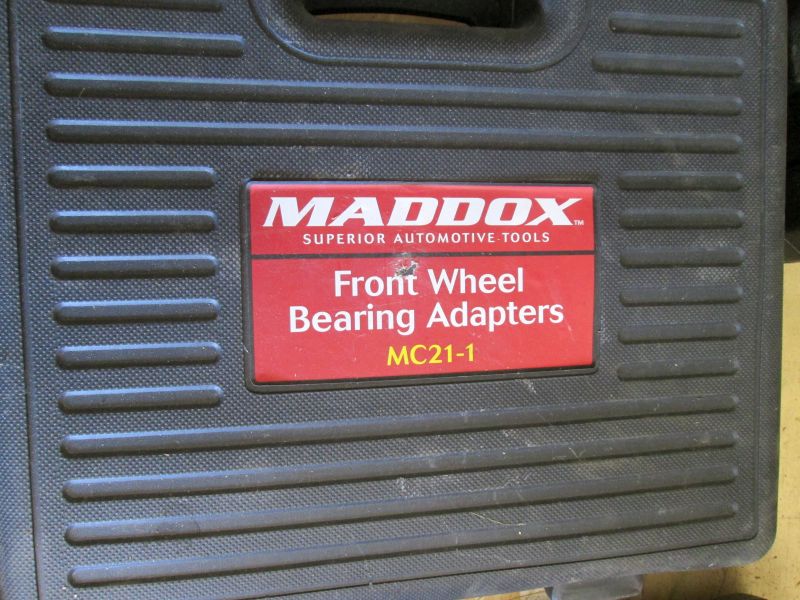 MADDOX™
SUPERIOR AUTOMOTIVE TOOLS
Front Wheel
Bearing Adapters
MC21-1